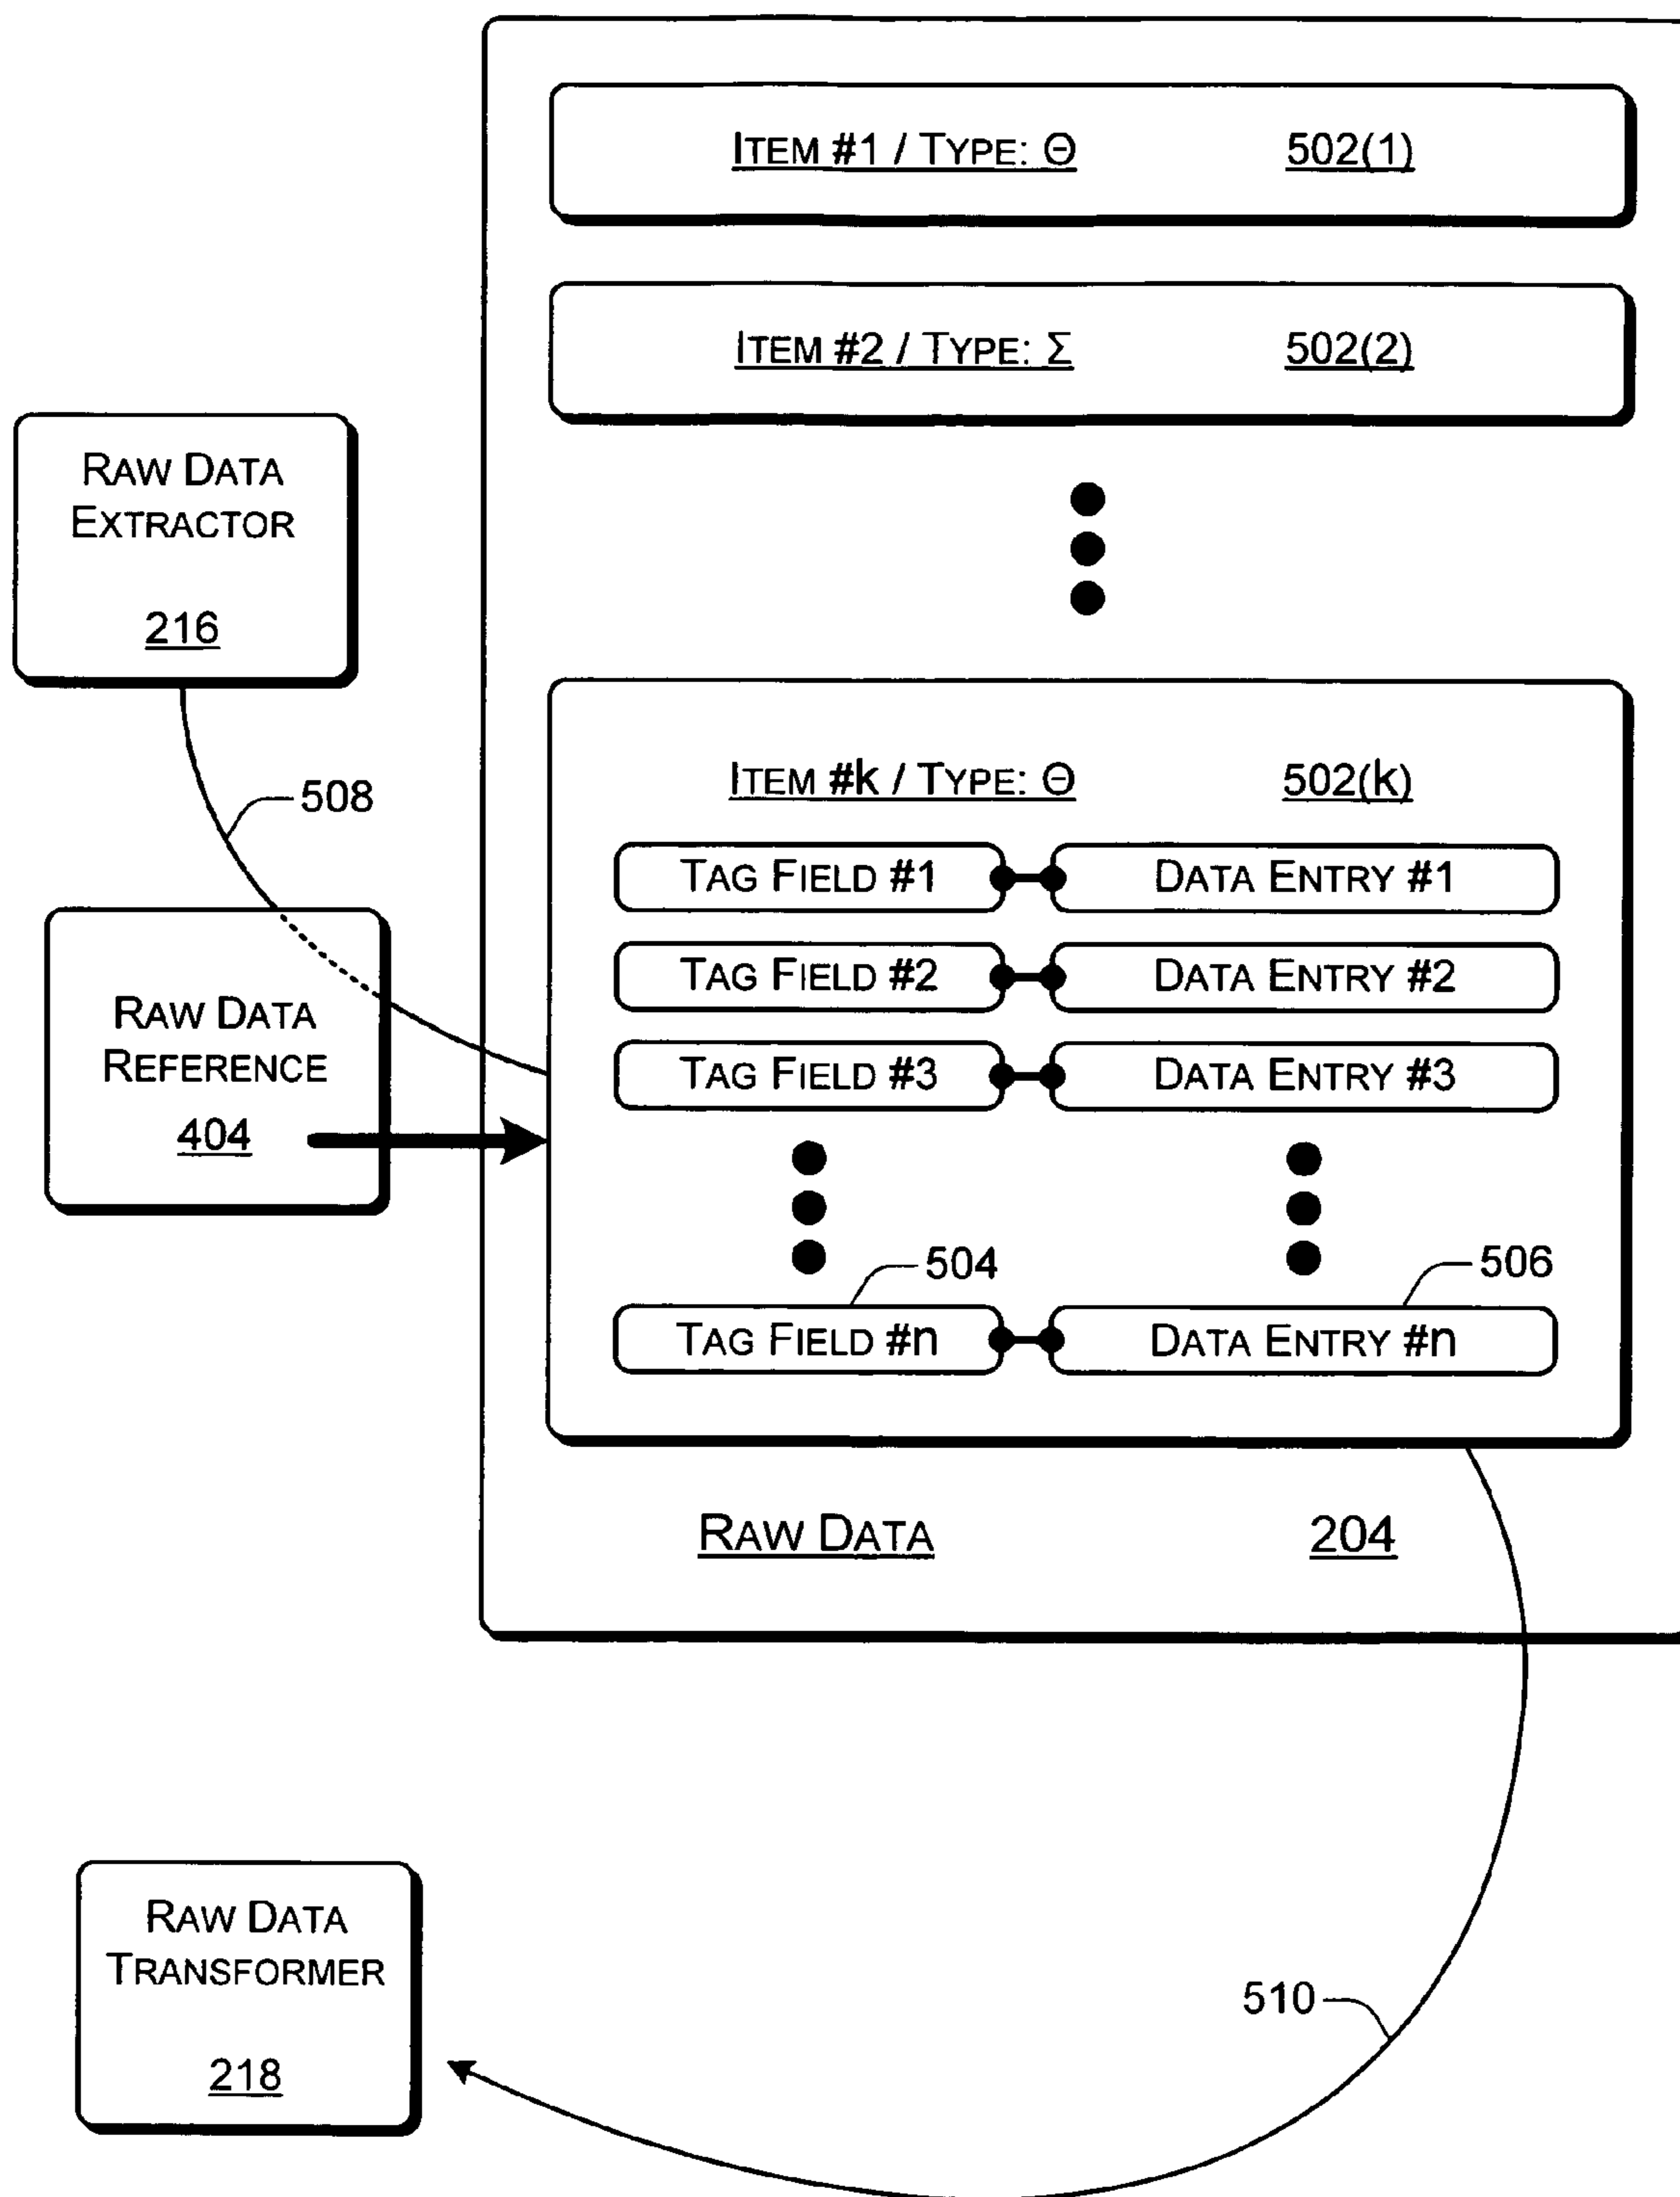 ITEM #1 / TYPE: Θ 502(1)
ITEM #2 / TYPE: Σ 502(2)
RAW DATA
EXTRACTOR
216
508
ITEM #k / TYPE: Θ 502(k)
TAG FIELD #1 DATA ENTRY #1
TAG FIELD #2 DATA ENTRY #2
TAG FIELD #3 DATA ENTRY #3
RAW DATA
REFERENCE
404
504
506
TAG FIELD #n DATA ENTRY #n
RAW DATA 204
RAW DATA
TRANSFORMER
218
510